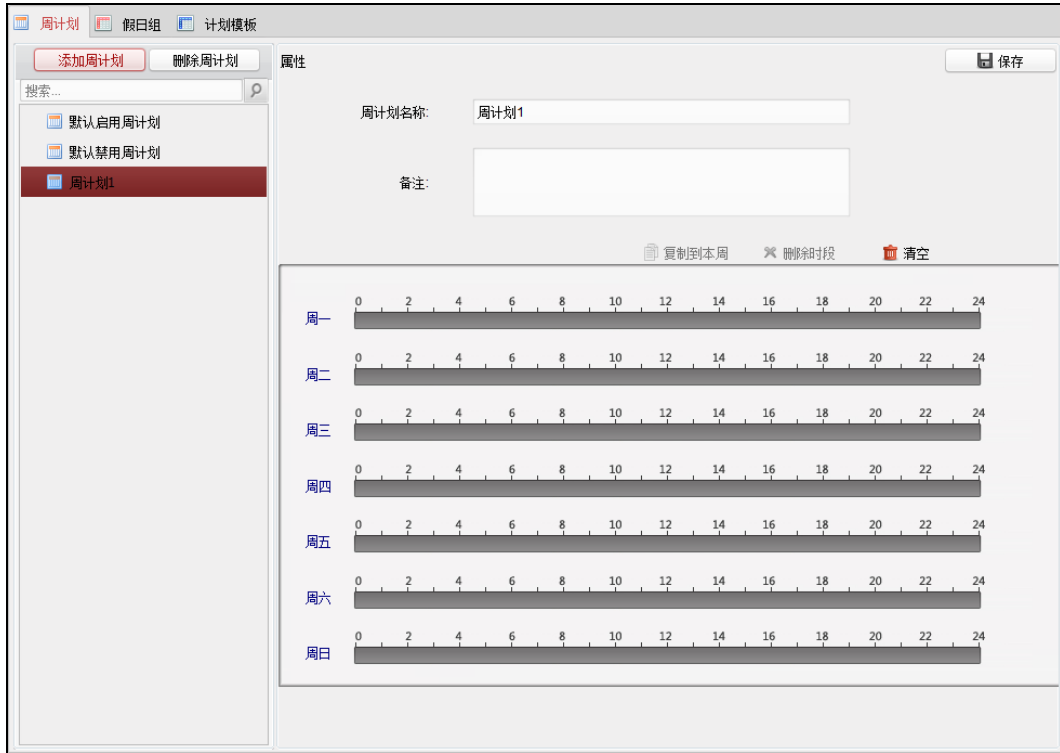 周计划 假日组 计划模板
添加周计划 删除周计划
搜索...
默认启用周计划
默认禁用周计划
周计划1
属性 保存
周计划名称: 周计划1
备注:
复制到本周 删除时段 清空
0 2 4 6 8 10 12 14 16 18 20 22 24
周一
0 2 4 6 8 10 12 14 16 18 20 22 24
周二
0 2 4 6 8 10 12 14 16 18 20 22 24
周三
0 2 4 6 8 10 12 14 16 18 20 22 24
周四
0 2 4 6 8 10 12 14 16 18 20 22 24
周五
0 2 4 6 8 10 12 14 16 18 20 22 24
周六
0 2 4 6 8 10 12 14 16 18 20 22 24
周日